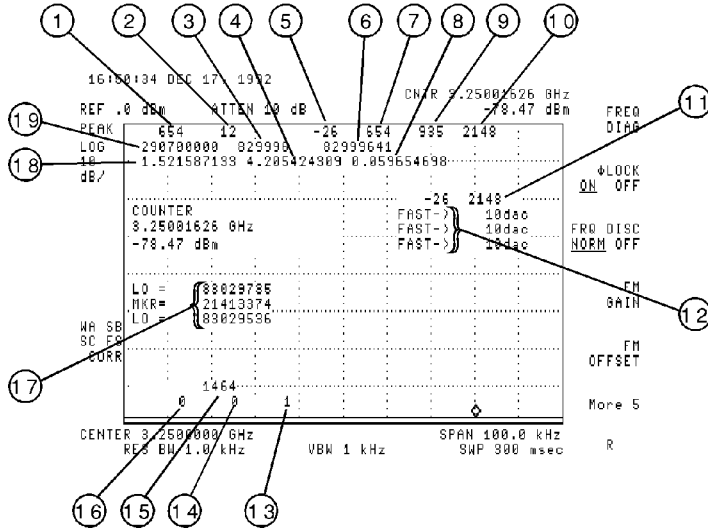 1 2 3 4 5 6 7 8 9 10
16:50:34 DEC 17, 1992
CNTR 3.25001626 GHz
REF .0 dBm ATTEN 10 dB -78.47 dBm FREQ
DIAG 11
PEAK 654 12 -26 654 935 2148
19 LOG 290700000 829998 82999641
18 10 1.521587133 4.205424309 0.059654698
dB/
ΦLOCK
ON OFF
-26 2148
COUNTER FAST-> 10dac
3.25001626 GHz FAST-> 10dac FRQ DISC
-78.47 dBm FAST-> 10dac NORM OFF
LO = 83029785 FM
MKR= 21413374 GAIN
LO = 83029536 12
WA SB
SC FS
CORR
FM
OFFSET
17
1464
0 0 1 More 5
CENTER 3.2500000 GHz SPAN 100.0 kHz
RES BW 1.0 kHz VBW 1 kHz SWP 300 msec R
16 15 14 13